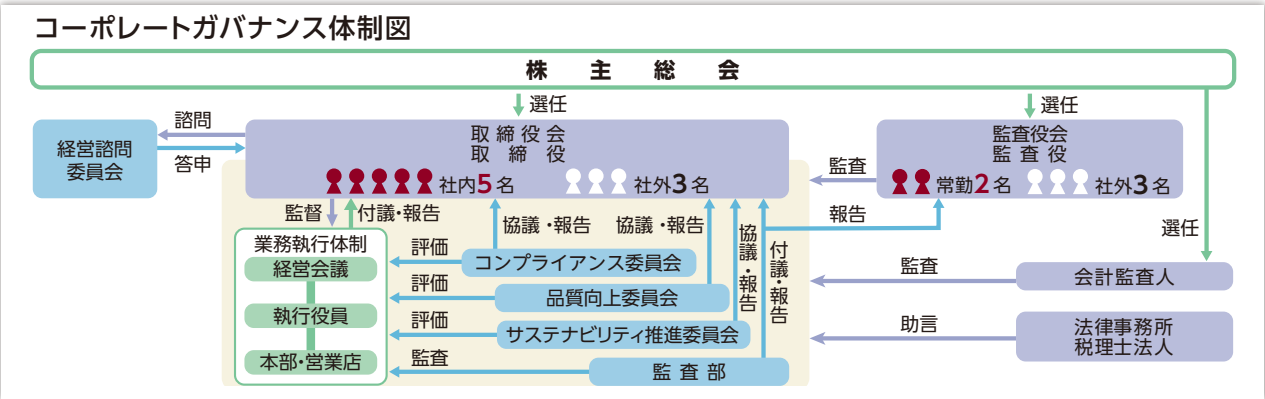 コーポレートガバナンス体制図
株主総会
選任
選任
諮問
経営諮問
委員会
答申
取締役会
取締役
社内5名
社外3名
監査
監査役会
監査役
常勤2名
社外3名
監督
付議・報告
協議・報告
協議・報告
協議・報告
付議・報告
報告
選任
業務執行体制
経営会議
執行役員
本部・営業店
評価
コンプライアンス委員会
評価
品質向上委員会
評価
サステナビリティ推進委員会
監査
監査部
監査
会計監査人
助言
法律事務所
税理士法人